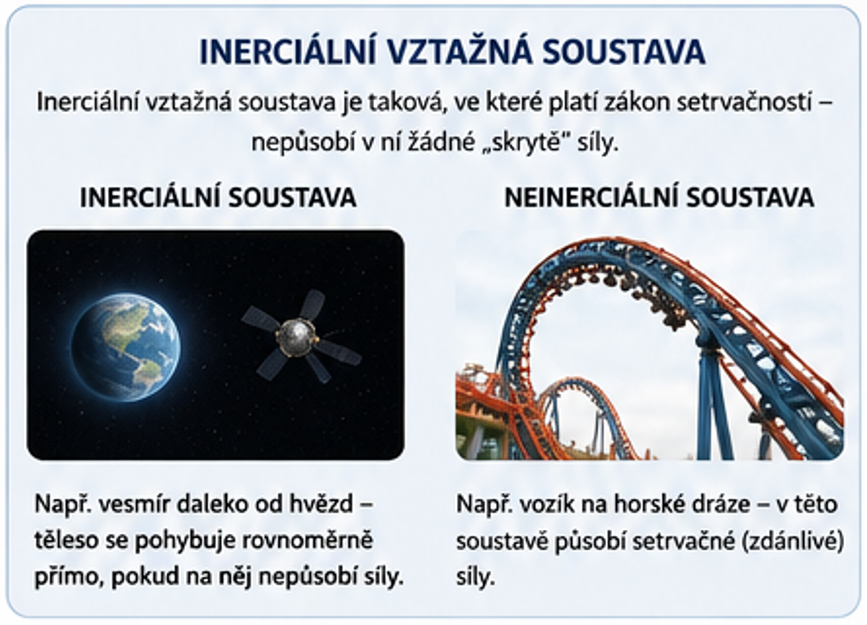 INERCIÁLNÍ VZTAŽNÁ SOUSTAVA
Inerciální vztažná soustava je taková, ve které platí zákon setrvačností –
nepůsobí v ní žádné „skrytě“ síly.
INERCIÁLNÍ SOUSTAVA
NEINERCIÁLNÍ SOUSTAVA
Např. vesmír daleko od hvězd –
těleso se pohybuje rovnoměrně
přímo, pokud na něj nepůsobí síly.
Např. vozík na horské dráze – v této
soustavě působí setrvačné (zdánlivé)
síly.